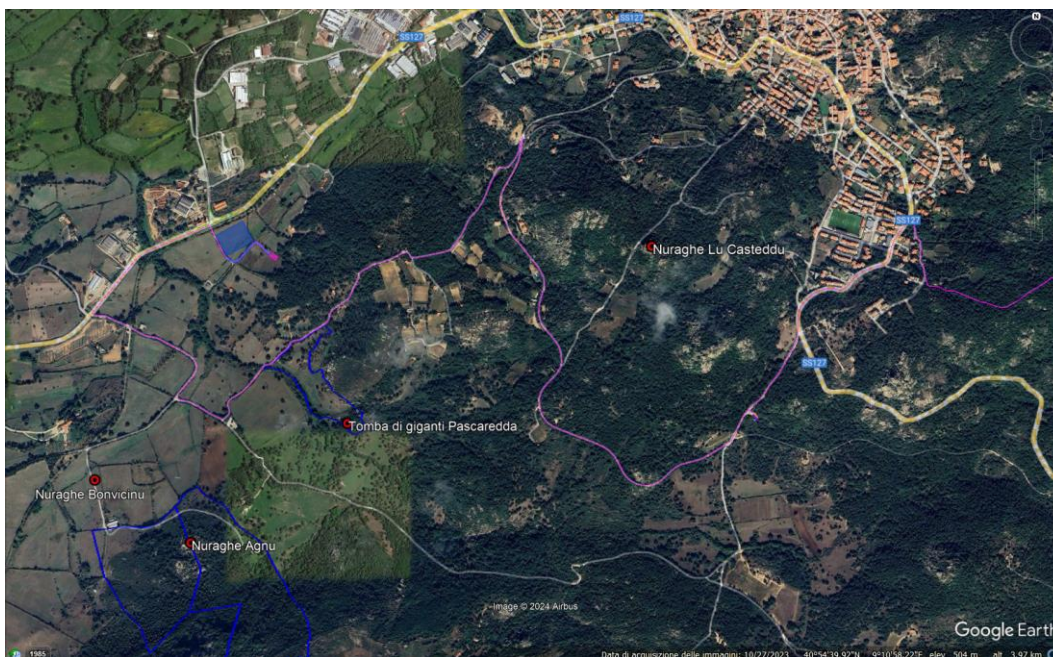 SS127
SS127
N
Nuraghe Lu Casteddu
SS127
SS127
Tomba di giganti Pascaredda
Nuraghe Bonvicinu
Nuraghe Agnu
Image © 2024 Airbus
Google Earth
1985
Data di acquisizione delle immagini: 10/27/2023 40°54'39.92"N 9°10'58.22"E elev 504 m alt 3.97 km